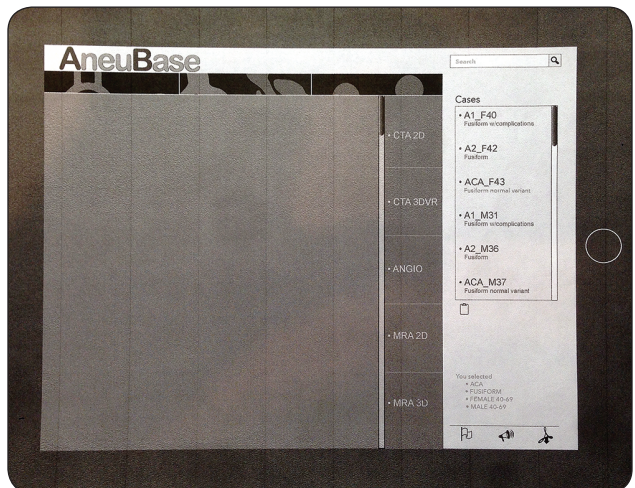 AneuBase
Search
• CTA 2D
• CTA 3DVR
• ANGIO
• MRA 2D
• MRA 3D
Cases
• A1_F40
Fusiform w/complications
• A2_F42
Fusiform
• ACA_F43
Fusiform normal variant
• A1_M31
Fusiform w/complications
• A2_M36
Fusiform
• ACA_M37
Fusiform normal variant
You selected
• ACA
• FUSIFORM
• FEMALE 40-69
• MALE 40-69